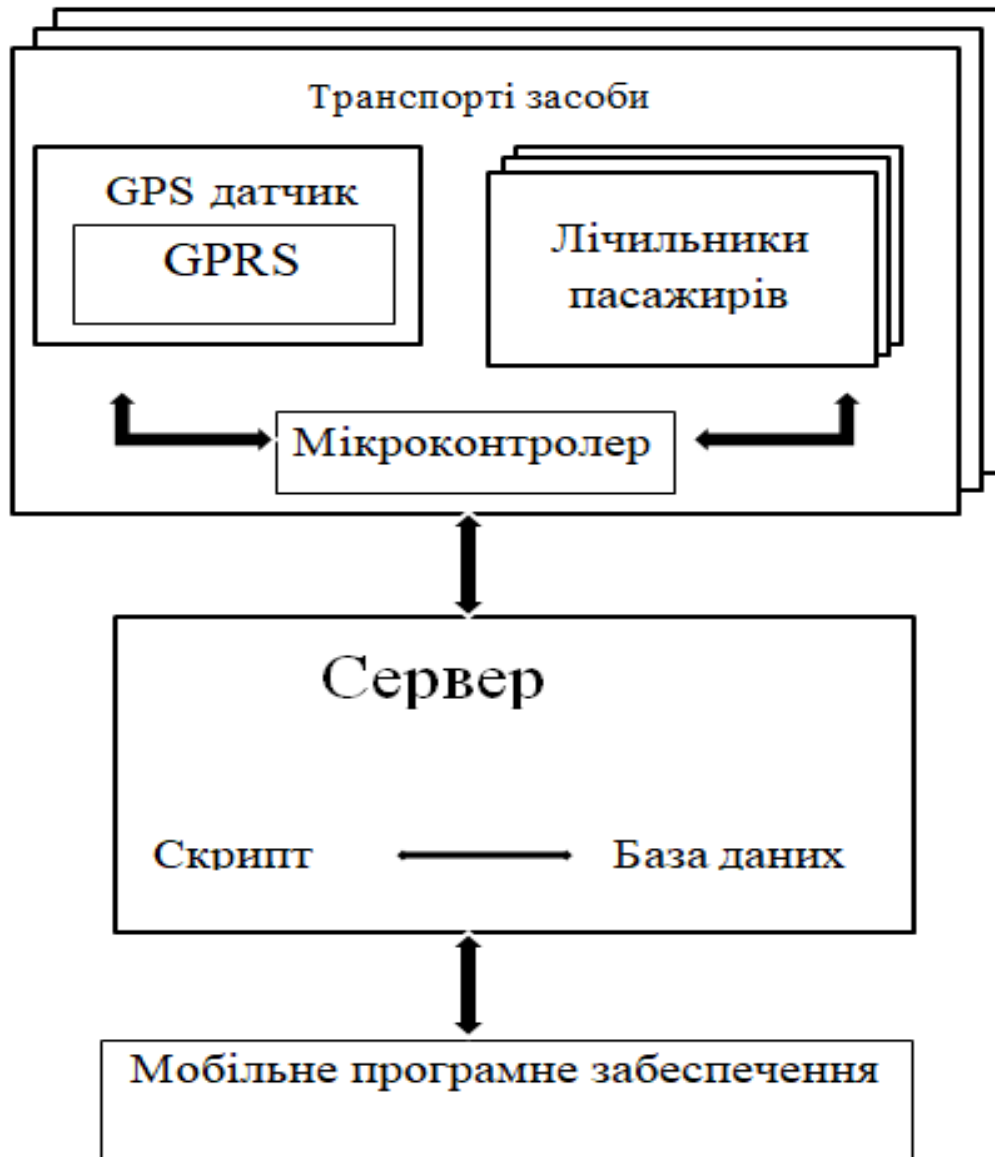 Транспорті засоби
GPS датчик
GPRS
Лічильники
пасажирів
Мікроконтролер
Сервер
Скрипт
База даних
Мобільне програмне забеспечення